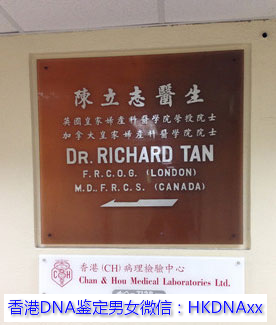 陳立志醫生
英國皇家婦產科醫學院榮授院士
加拿大皇家婦產科醫學院院士
DR. RICHARD TAN
F.R.C.O.G. (LONDON)
M.D., F.R.C.S. (CANADA)
香港(CH)病理檢驗中心
Chan & Hou Medical Laboratories Ltd.
香港DNA鉴定男女微信：HKDNAxx